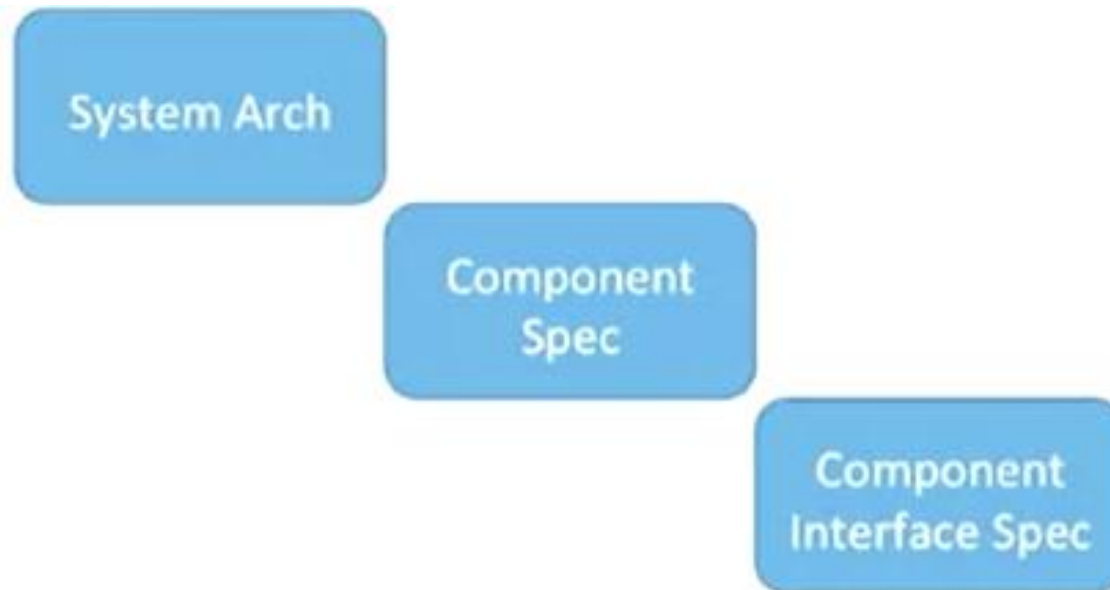 System Arch
Component
Spec
Component
Interface Spec